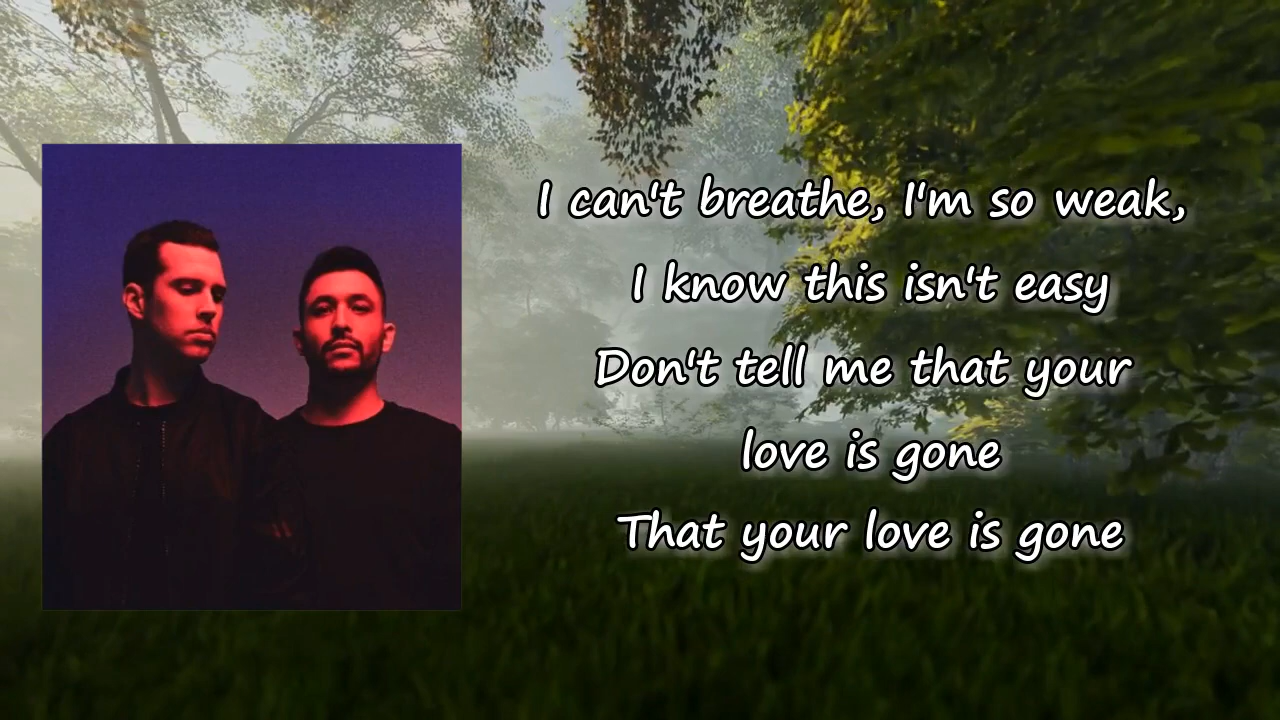 I can't breathe, I'm so weak,
I know this isn't easy
Don't tell me that your
love is gone
That your love is gone